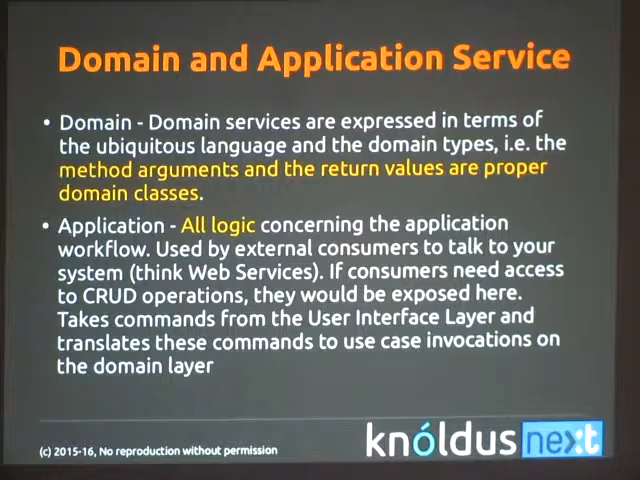 Domain and Application Service
• Domain - Domain services are expressed in terms of
the ubiquitous language and the domain types, i.e. the
method arguments and the return values are proper
domain classes.
• Application - All logic concerning the application
workflow. Used by external consumers to talk to your
system (think Web Services). If consumers need access
to CRUD operations, they would be exposed here.
Takes commands from the User Interface Layer and
translates these commands to use case invocations on
the domain layer
(c) 2015-16, No reproduction without permission
knóldus next